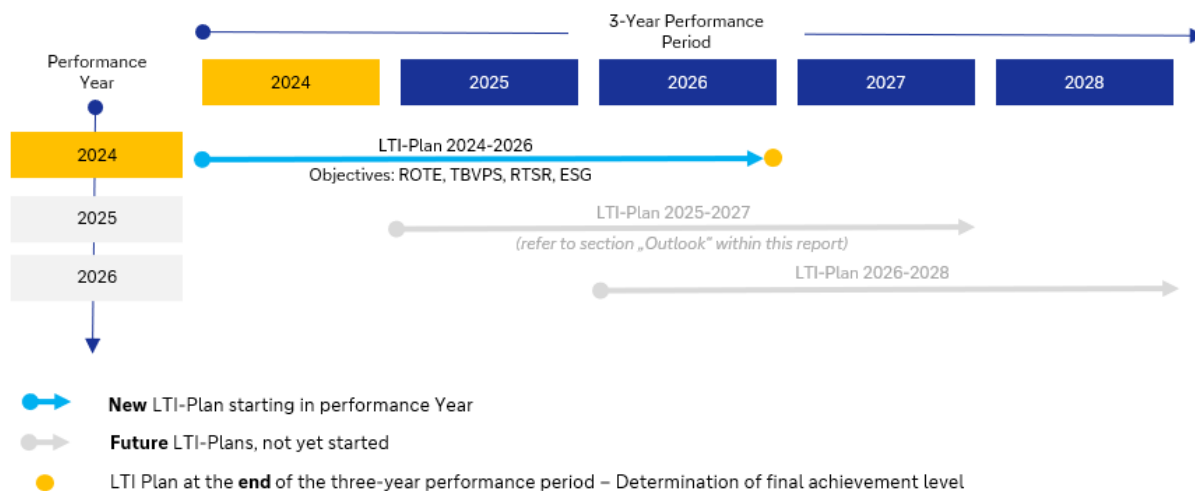 3-Year Performance
Period
Performance
Year
2024
2025
2026
2027
2028
2024
LTI-Plan 2024-2026
Objectives: ROTE, TBVPS, RTSR, ESG
2025
LTI-Plan 2025-2027
(refer to section „Outlook“ within this report)
2026
LTI-Plan 2026-2028
New LTI-Plan starting in performance Year
Future LTI-Plans, not yet started
LTI Plan at the end of the three-year performance period – Determination of final achievement level